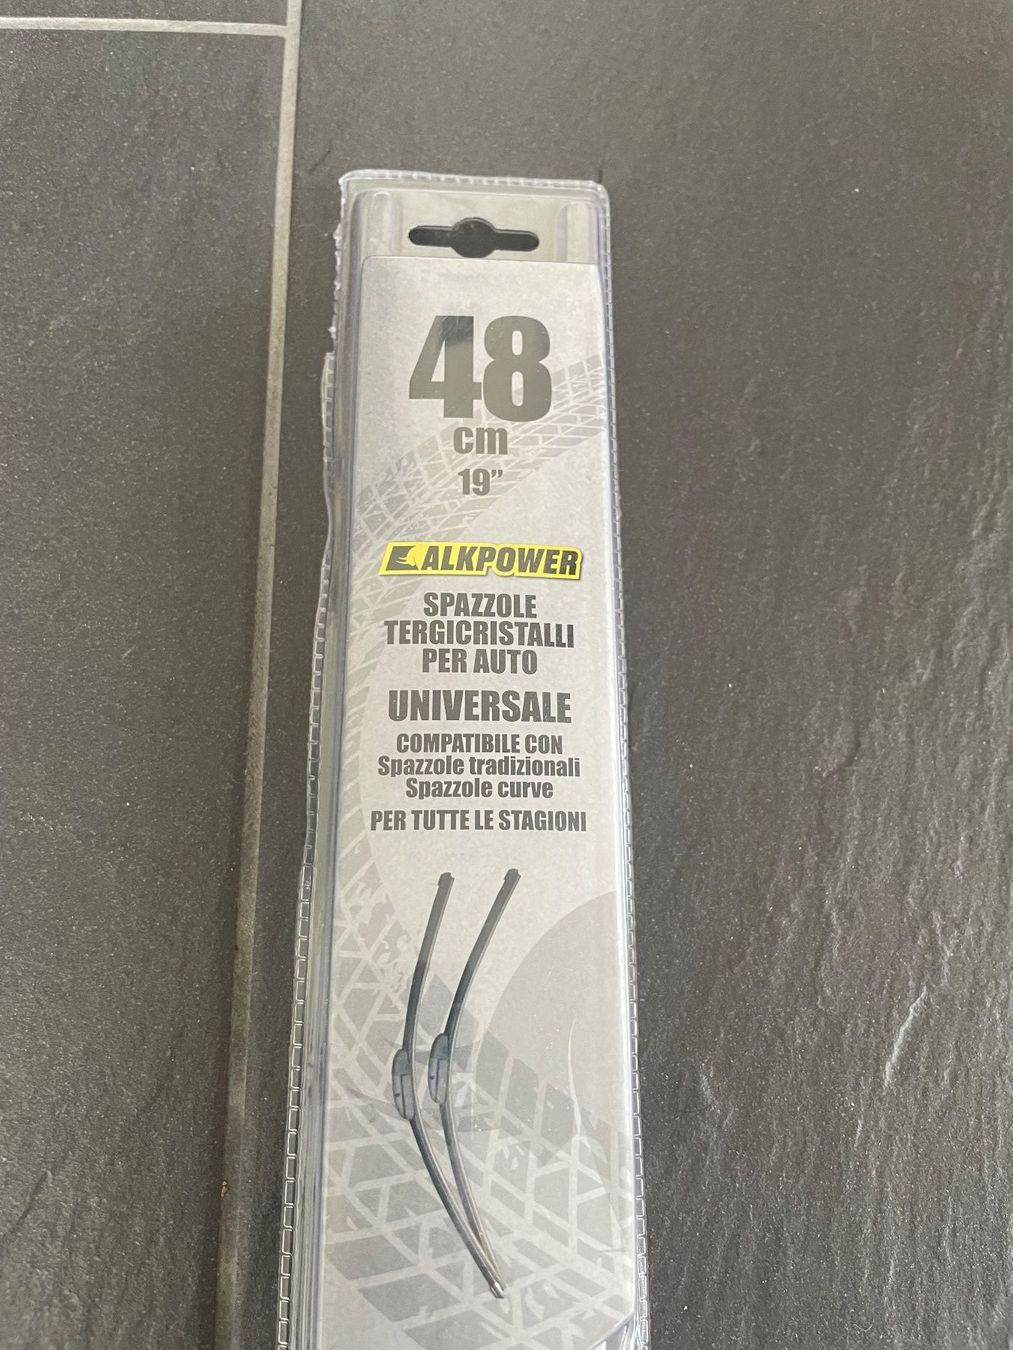 48
cm
19”
ALKPOWER
SPAZZOLE
TERGICRISTALLI
PER AUTO
UNIVERSALE
COMPATIBILE CON
Spazzole tradizionali
Spazzole curve
PER TUTTE LE STAGIONI